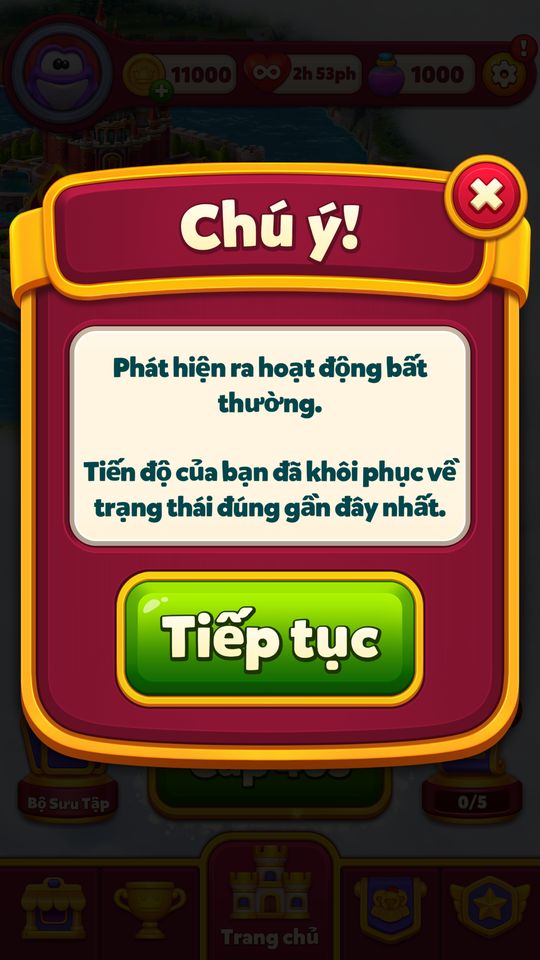 11000
2h 53ph
1000
!
Chú ý!
Phát hiện ra hoạt động bất
thường.
Tiến độ của bạn đã khôi phục về
trạng thái đúng gần đây nhất.
Tiếp tục
Bộ Sưu Tập
0/5
Trang chủ